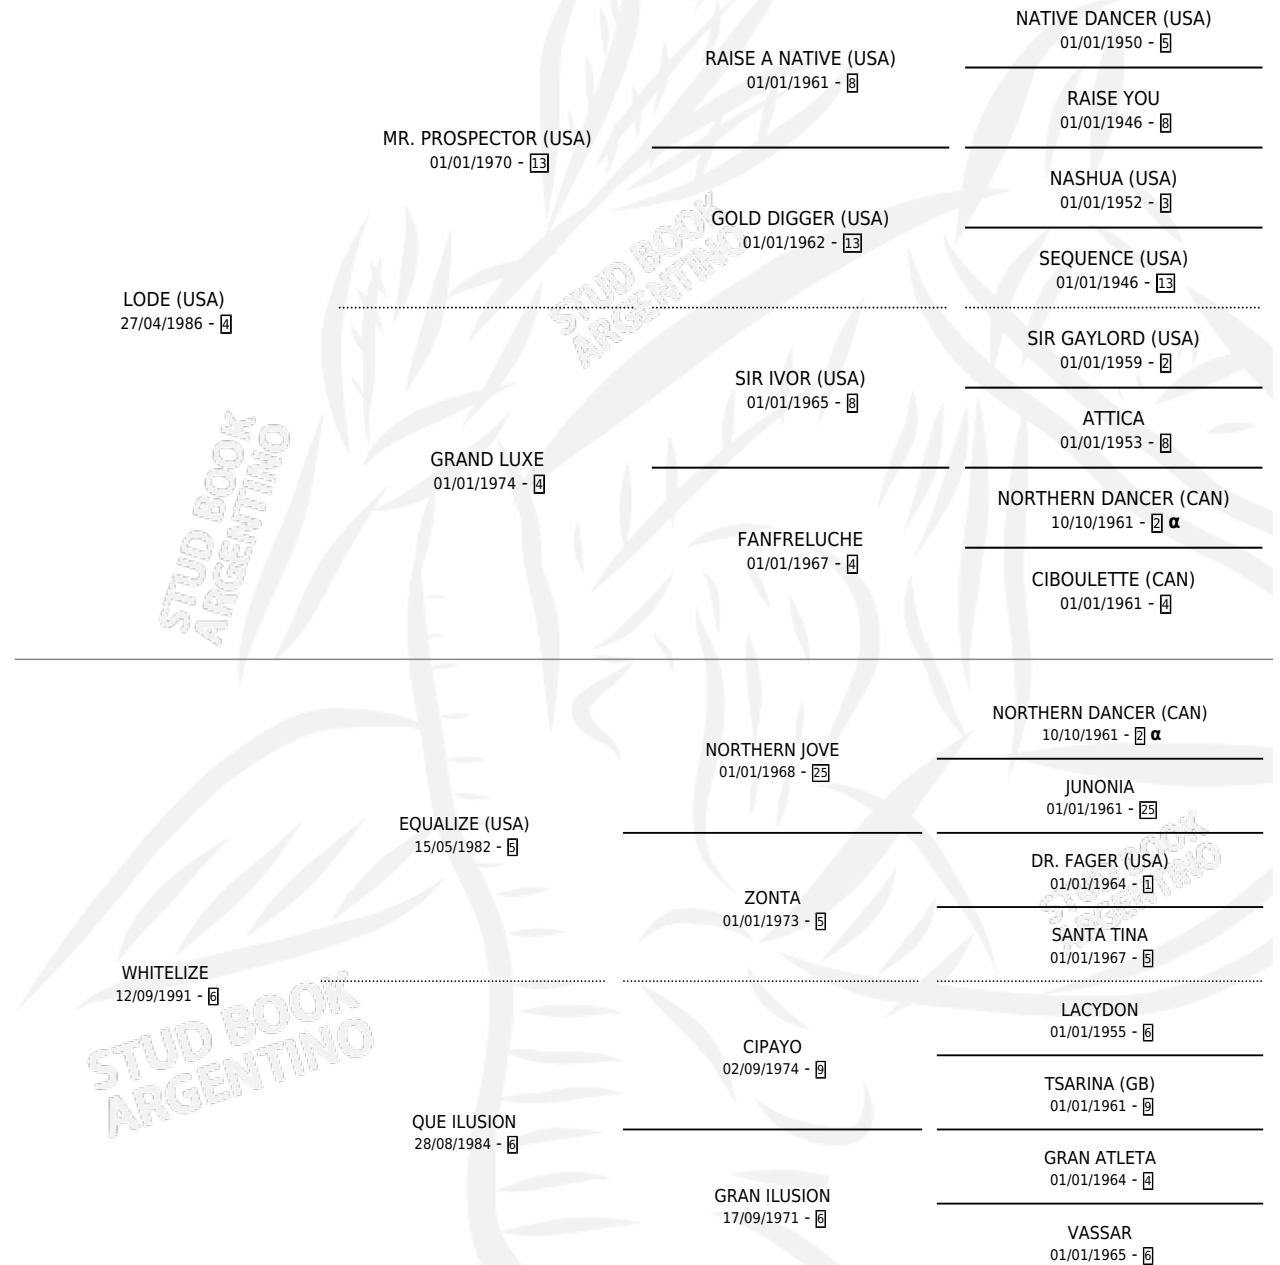 NATIVE DANCER (USA)
01/01/1950 - 5
RAISE A NATIVE (USA)
01/01/1961 - 8
RAISE YOU
01/01/1946 - 8
MR. PROSPECTOR (USA)
01/01/1970 - 13
NASHUA (USA)
01/01/1952 - 3
GOLD DIGGER (USA)
01/01/1962 - 13
SEQUENCE (USA)
01/01/1946 - 13
LODE (USA)
27/04/1986 - 4
SIR GAYLORD (USA)
01/01/1959 - 2
SIR IVOR (USA)
01/01/1965 - 8
ATTICA
01/01/1953 - 8
GRAND LUXE
01/01/1974 - 4
NORTHERN DANCER (CAN)
10/10/1961 - 2 α
FANFRELUCHE
01/01/1967 - 4
CIBOULETTE (CAN)
01/01/1961 - 4
NORTHERN DANCER (CAN)
10/10/1961 - 2 α
NORTHERN JOVE
01/01/1968 - 25
JUNONIA
01/01/1961 - 25
EQUALIZE (USA)
15/05/1982 - 5
DR. FAGER (USA)
01/01/1964 - 1
ZONTA
01/01/1973 - 5
SANTA TINA
01/01/1967 - 5
WHITELIZE
12/09/1991 - 6
LACYDON
01/01/1955 - 6
CIPAYO
02/09/1974 - 9
TSARINA (GB)
01/01/1961 - 9
QUE ILUSION
28/08/1984 - 6
GRAN ATLETA
01/01/1964 - 4
GRAN ILUSION
17/09/1971 - 6
VASSAR
01/01/1965 - 6
STUD BOOK
ARGENTINO
STUD BOOK
ARGENTINO
STUD BOOK
ARGENTINO
STUD BOOK
ARGENTINO